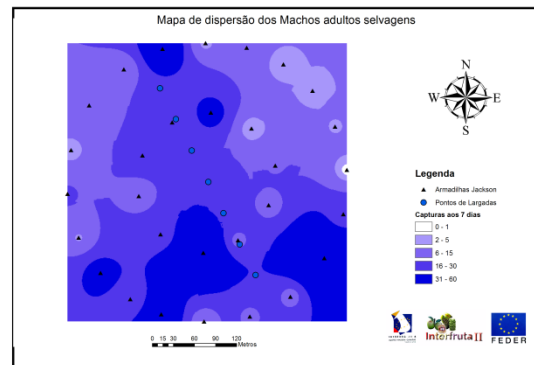 Mapa de dispersão dos Machos adultos selvagens
N
W
E
S
Legenda
Armadilhas Jackson
Pontos de Largadas
Capturas aos 7 dias
0 - 1
2 - 5
6 - 15
16 - 30
31 - 60
0 15 30 60 90 120
Metros
Interfruta II
FEDER